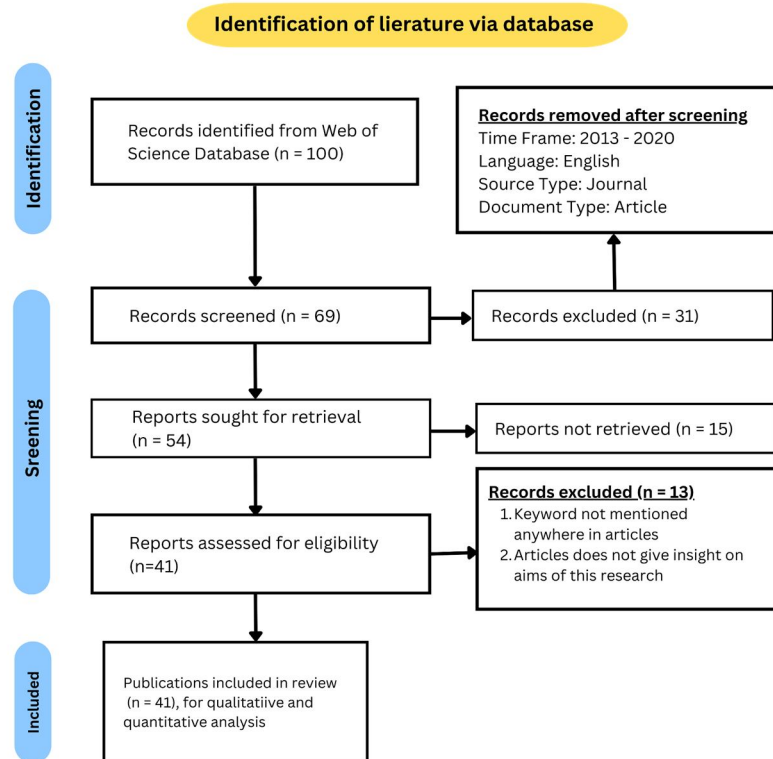 Identification of lierature via database
Identification
Records identified from Web of
Science Database (n = 100)
Records removed after screening
Time Frame: 2013 - 2020
Language: English
Source Type: Journal
Document Type: Article
Sreening
Records screened (n = 69)
Records excluded (n = 31)
Reports sought for retrieval
(n = 54)
Reports not retrieved (n = 15)
Reports assessed for eligibility
(n=41)
Records excluded (n = 13)
1. Keyword not mentioned
anywhere in articles
2. Articles does not give insight on
aims of this research
Included
Publications included in review
(n = 41), for qualitatiive and
quantitative analysis